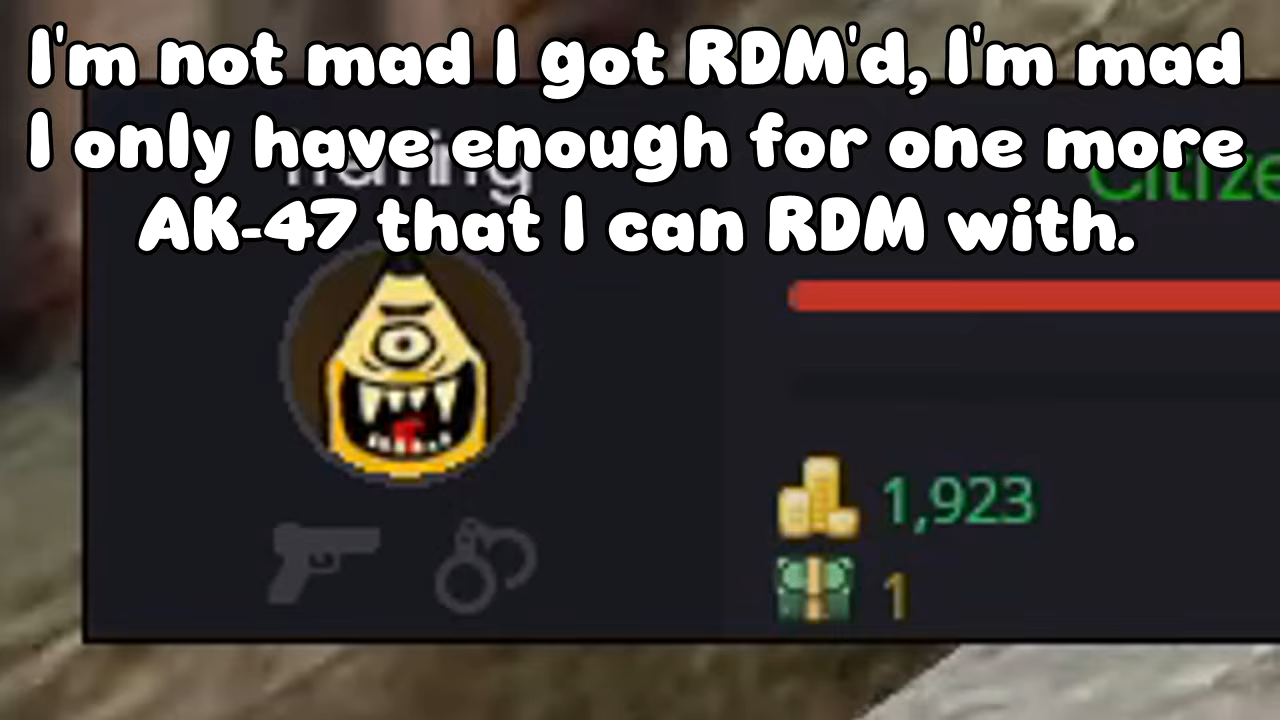 I'm not mad I got RDM'd, I'm mad
I only have enough for one more
AK-47 that I can RDM with.
1,923
1